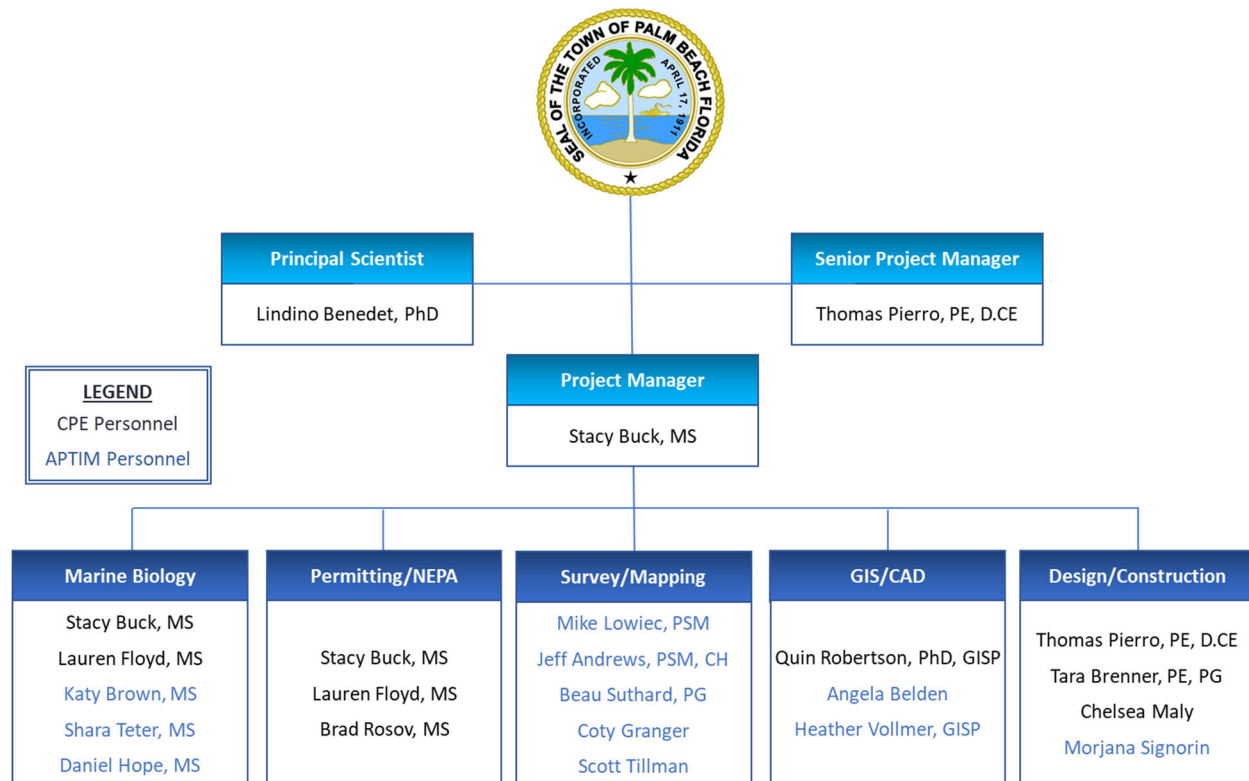 SEAL OF THE TOWN OF PALM BEACH FLORIDA
INCORPORATED
APRIL 17, 1911
Principal Scientist
Lindino Benedet, PhD
Senior Project Manager
Thomas Pierro, PE, D.CE
Project Manager
Stacy Buck, MS
LEGEND
CPE Personnel
APTIM Personnel
Marine Biology
Stacy Buck, MS
Lauren Floyd, MS
Katy Brown, MS
Shara Teter, MS
Daniel Hope, MS
Permitting/NEPA
Stacy Buck, MS
Lauren Floyd, MS
Brad Rosov, MS
Survey/Mapping
Mike Lowiec, PSM
Jeff Andrews, PSM, CH
Beau Suthard, PG
Coty Granger
Scott Tillman
GIS/CAD
Quin Robertson, PhD, GISP
Angela Belden
Heather Vollmer, GISP
Design/Construction
Thomas Pierro, PE, D.CE
Tara Brenner, PE, PG
Chelsea Maly
Morjana Signorin